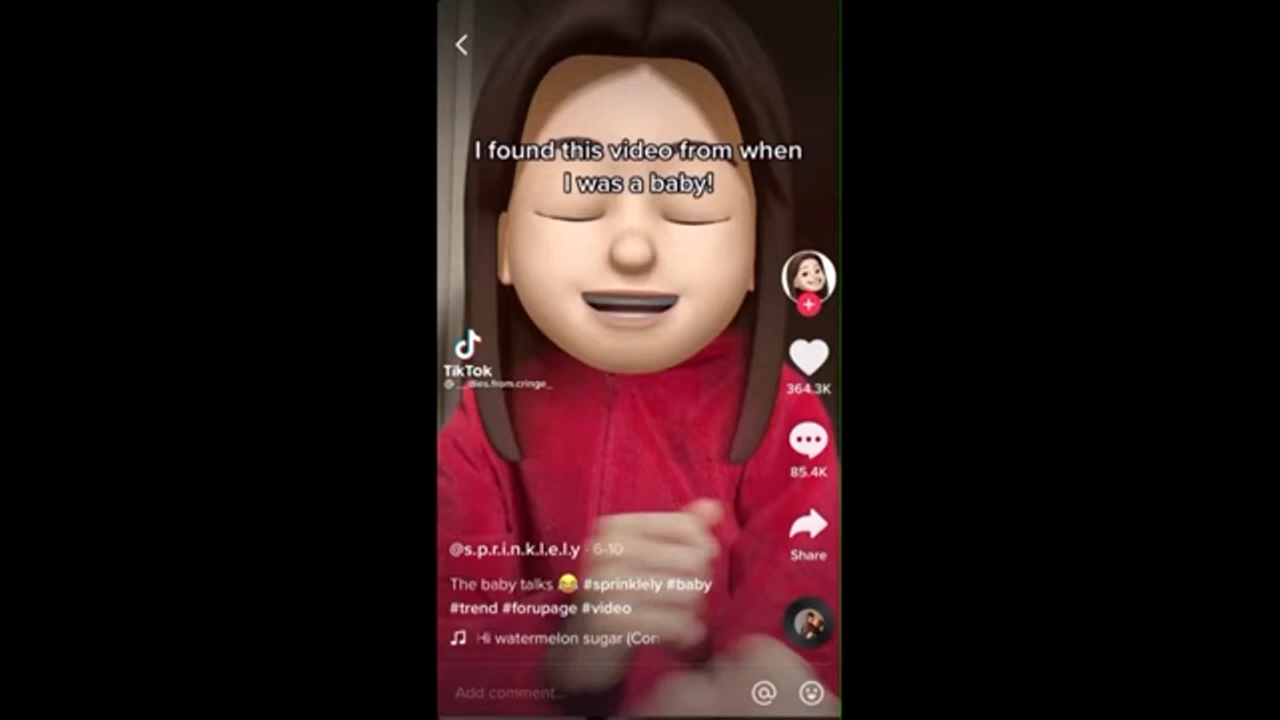 I found this video from when
I was a baby!
TikTok
364.3K
85.4K
Share
@s.p.r.i.n.k.l.e.l.y · 6-10
The baby talks 😂 #sprinklely #baby
#trend #forupage #video
Hi watermelon sugar (Con
Add comment...